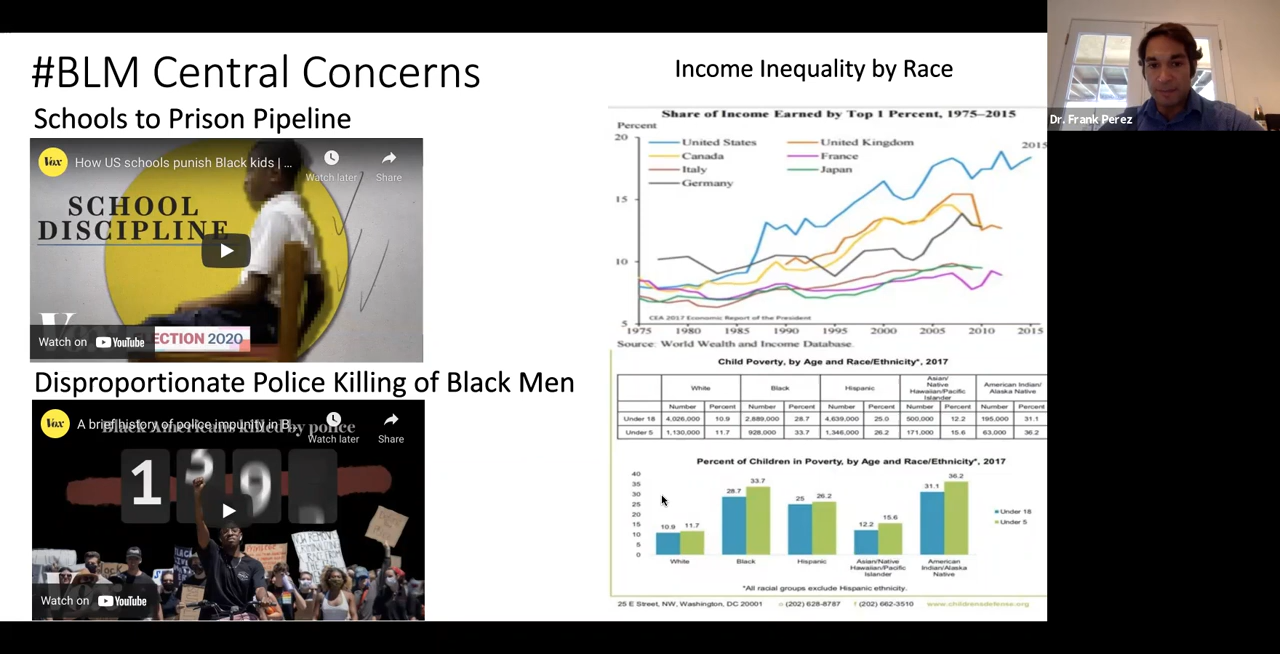 #BLM Central Concerns
Schools to Prison Pipeline
Vox
How US schools punish Black kids | ...
Watch later
Share
SCHOOL
DISCIPLINE
ELECTION 2020
Watch on YouTube
Disproportionate Police Killing of Black Men
Vox
A brief history of police impunity in B...
Black Americans killed by police
Watch later
Share
1 9
Watch on YouTube
Income Inequality by Race
Share of Income Earned by Top 1 Percent, 1975–2015
Percent
20
2015
United States
United Kingdom
Canada
France
Italy
Japan
Germany
15
10
5
CEA 2017 Economic Report of the President
1975 1980 1985 1990 1995 2000 2005 2010 2015
Source: World Wealth and Income Database.
Child Poverty, by Age and Race/Ethnicity*, 2017
White Black Hispanic Asian/ Native Hawaiian/Pacific Islander American Indian/ Alaska Native
Number Percent Number Percent Number Percent Number Percent Number Percent
Under 18 4,026,000 10.9 2,889,000 28.7 4,639,000 25.0 500,000 12.2 195,000 31.1
Under 5 1,130,000 11.7 928,000 33.7 1,346,000 26.2 171,000 15.6 63,000 36.2
Percent of Children in Poverty, by Age and Race/Ethnicity*, 2017
40
35
30
25
20
15
10
5
0
10.9 11.7
28.7 33.7
25 26.2
12.2 15.6
31.1 36.2
Under 18
Under 5
White
Black
Hispanic
Asian/Native
Hawaiian/Pacific
Islander
American
Indian/Alaska
Native
*All racial groups exclude Hispanic ethnicity.
25 E Street, NW, Washington, DC 20001 (202) 628-8787 f (202) 662-3510 www.childrensdefense.org
Dr. Frank Perez